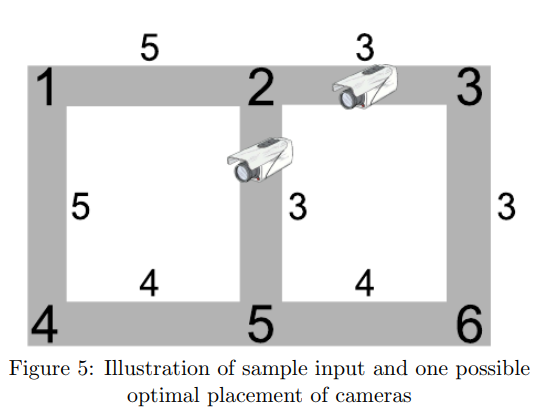 5 3
1 2 3
5 3 3
4 4
4 5 6
Figure 5: Illustration of sample input and one possible
optimal placement of cameras